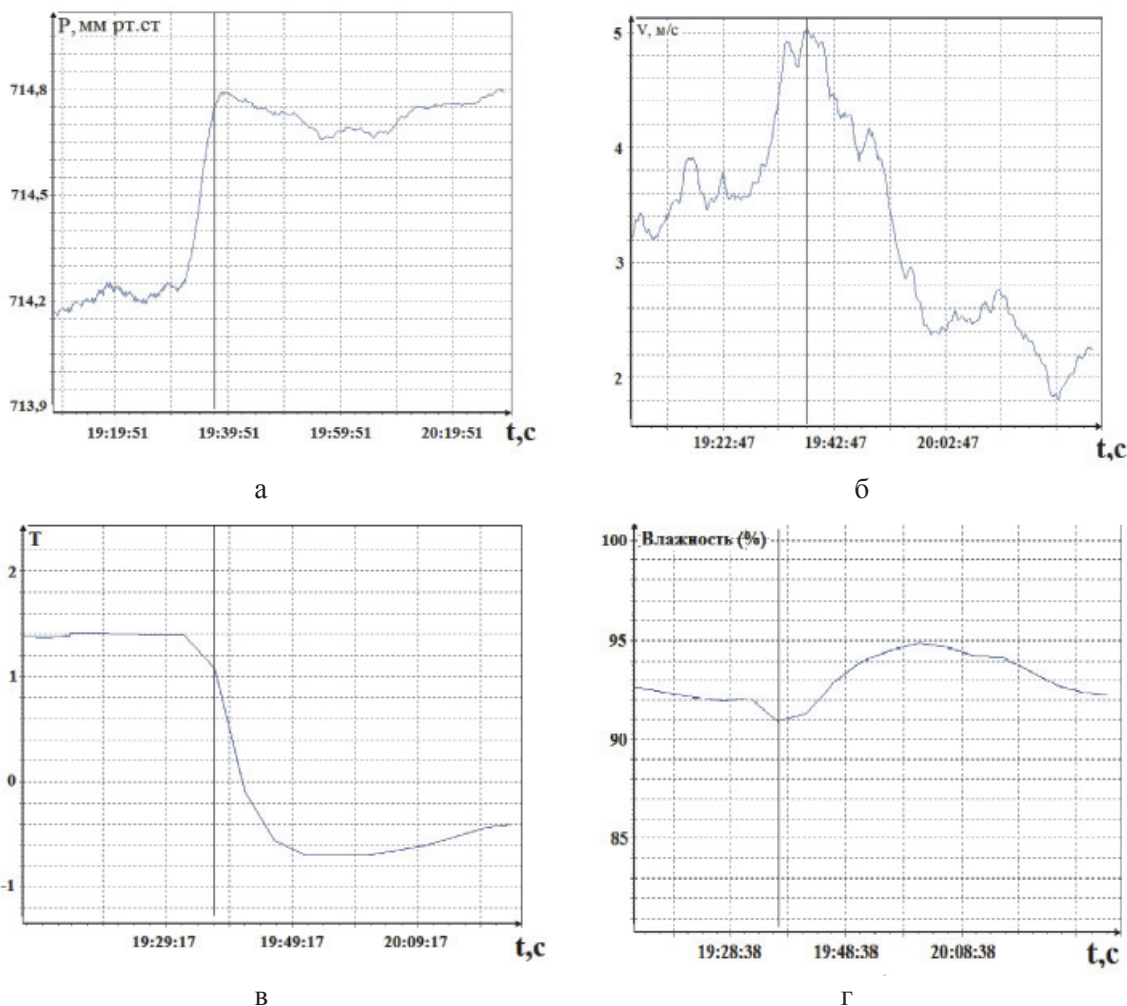 P, мм рт.ст
714,8
714,5
714,2
713,9
19:19:51 19:39:51 19:59:51 20:19:51 t,c
а
V, м/с
5
4
3
2
19:22:47 19:42:47 20:02:47 t,c
б
T
2
1
0
-1
19:29:17 19:49:17 20:09:17 t,c
в
Влажность (%)
100
95
90
85
19:28:38 19:48:38 20:08:38 t,c
г